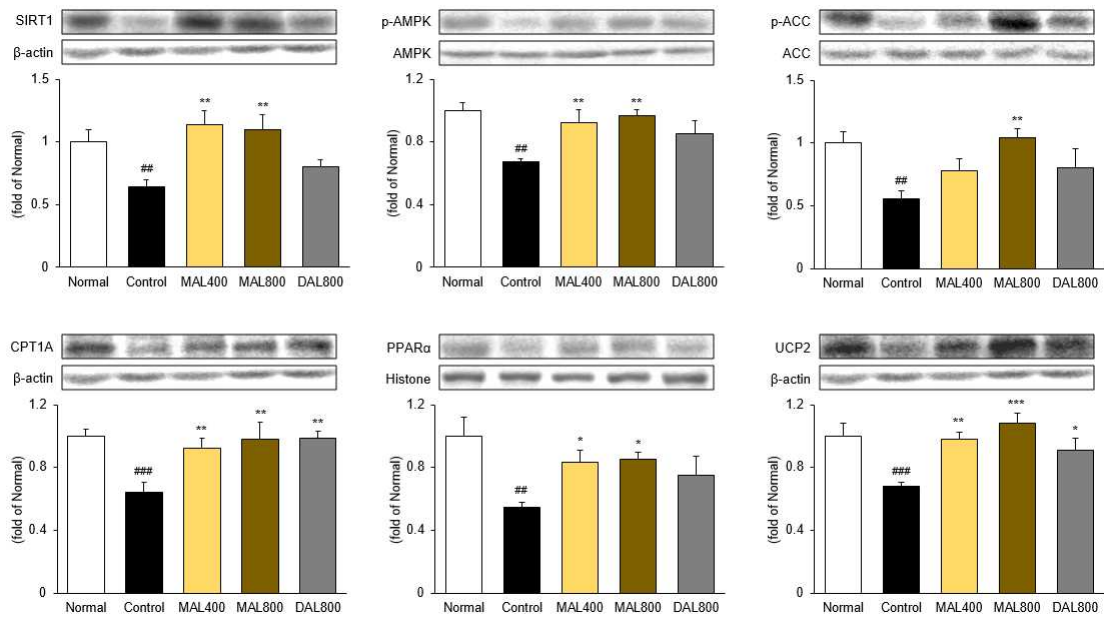 SIRT1
β-actin
(fold of Normal)
1.5
1
0.5
0
##
**
**
Normal Control MAL400 MAL800 DAL800
p-AMPK
AMPK
(fold of Normal)
1.2
0.8
0.4
0
##
**
**
Normal Control MAL400 MAL800 DAL800
p-ACC
ACC
(fold of Normal)
1.5
1
0.5
0
##
**
Normal Control MAL400 MAL800 DAL800
CPT1A
β-actin
(fold of Normal)
1.2
0.8
0.4
0
###
**
**
**
Normal Control MAL400 MAL800 DAL800
PPARα
Histone
(fold of Normal)
1.2
0.8
0.4
0
##
*
*
Normal Control MAL400 MAL800 DAL800
UCP2
β-actin
(fold of Normal)
1.2
0.8
0.4
0
###
**
***
*
Normal Control MAL400 MAL800 DAL800